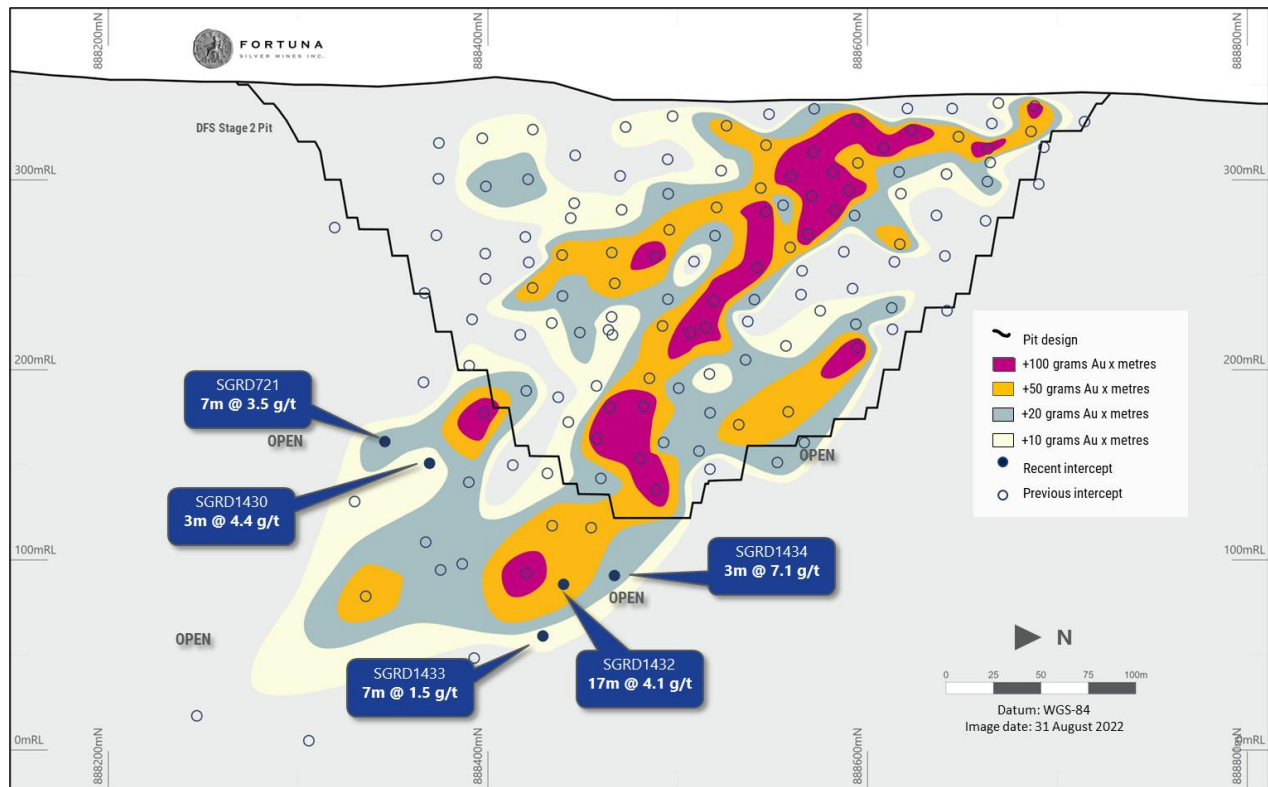 888200mN
888400mN
888600mN
888800mN
FORTUNA
SILVER MINES INC.
DFS Stage 2 Pit
300mRL
300mRL
200mRL
200mRL
100mRL
100mRL
0mRL
0mRL
Pit design
+100 grams Au x metres
+50 grams Au x metres
+20 grams Au x metres
+10 grams Au x metres
Recent intercept
Previous intercept
SGRD721
7m @ 3.5 g/t
OPEN
SGRD1430
3m @ 4.4 g/t
OPEN
SGRD1434
3m @ 7.1 g/t
OPEN
OPEN
SGRD1433
7m @ 1.5 g/t
SGRD1432
17m @ 4.1 g/t
N
0 25 50 75 100m
Datum: WGS-84
Image date: 31 August 2022
888200mN
888400mN
888600mN
888800mN